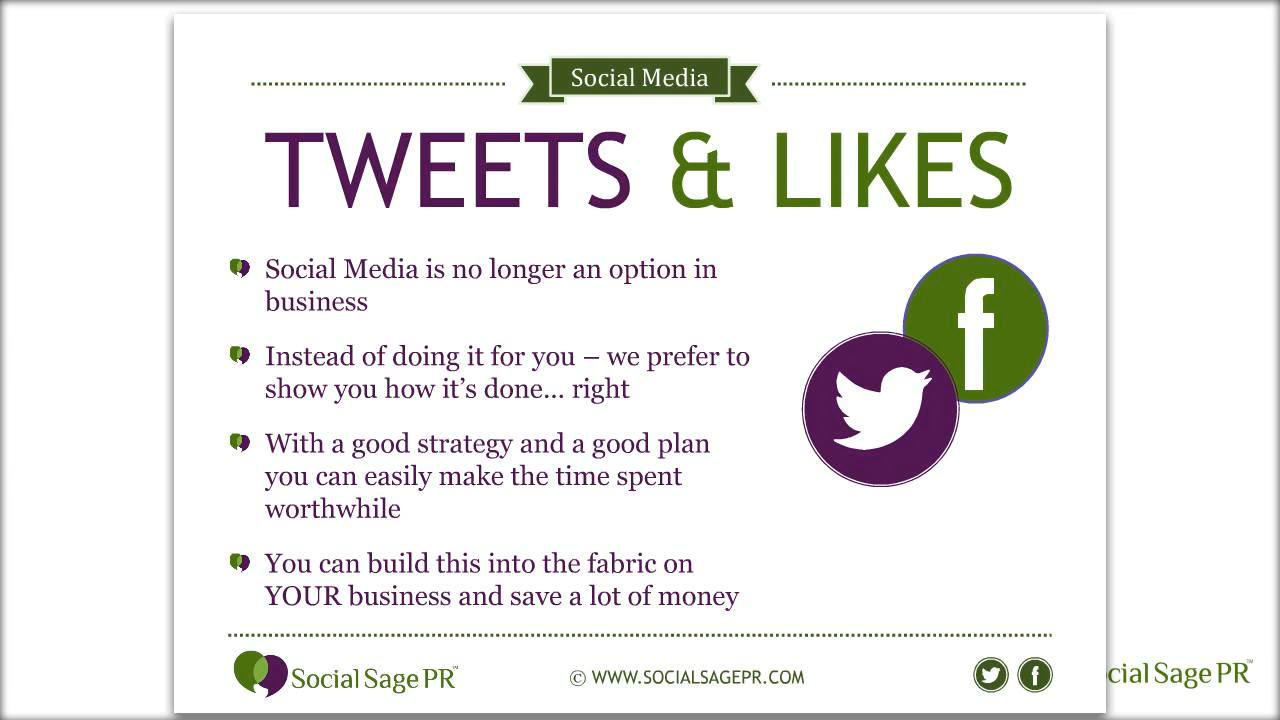 Social Media
TWEETS & LIKES
Social Media is no longer an option in
business
Instead of doing it for you – we prefer to
show you how it's done... right
With a good strategy and a good plan
you can easily make the time spent
worthwhile
You can build this into the fabric on
YOUR business and save a lot of money
Social Sage PR™
© WWW.SOCIALSAGEPR.COM
cial Sage PR™